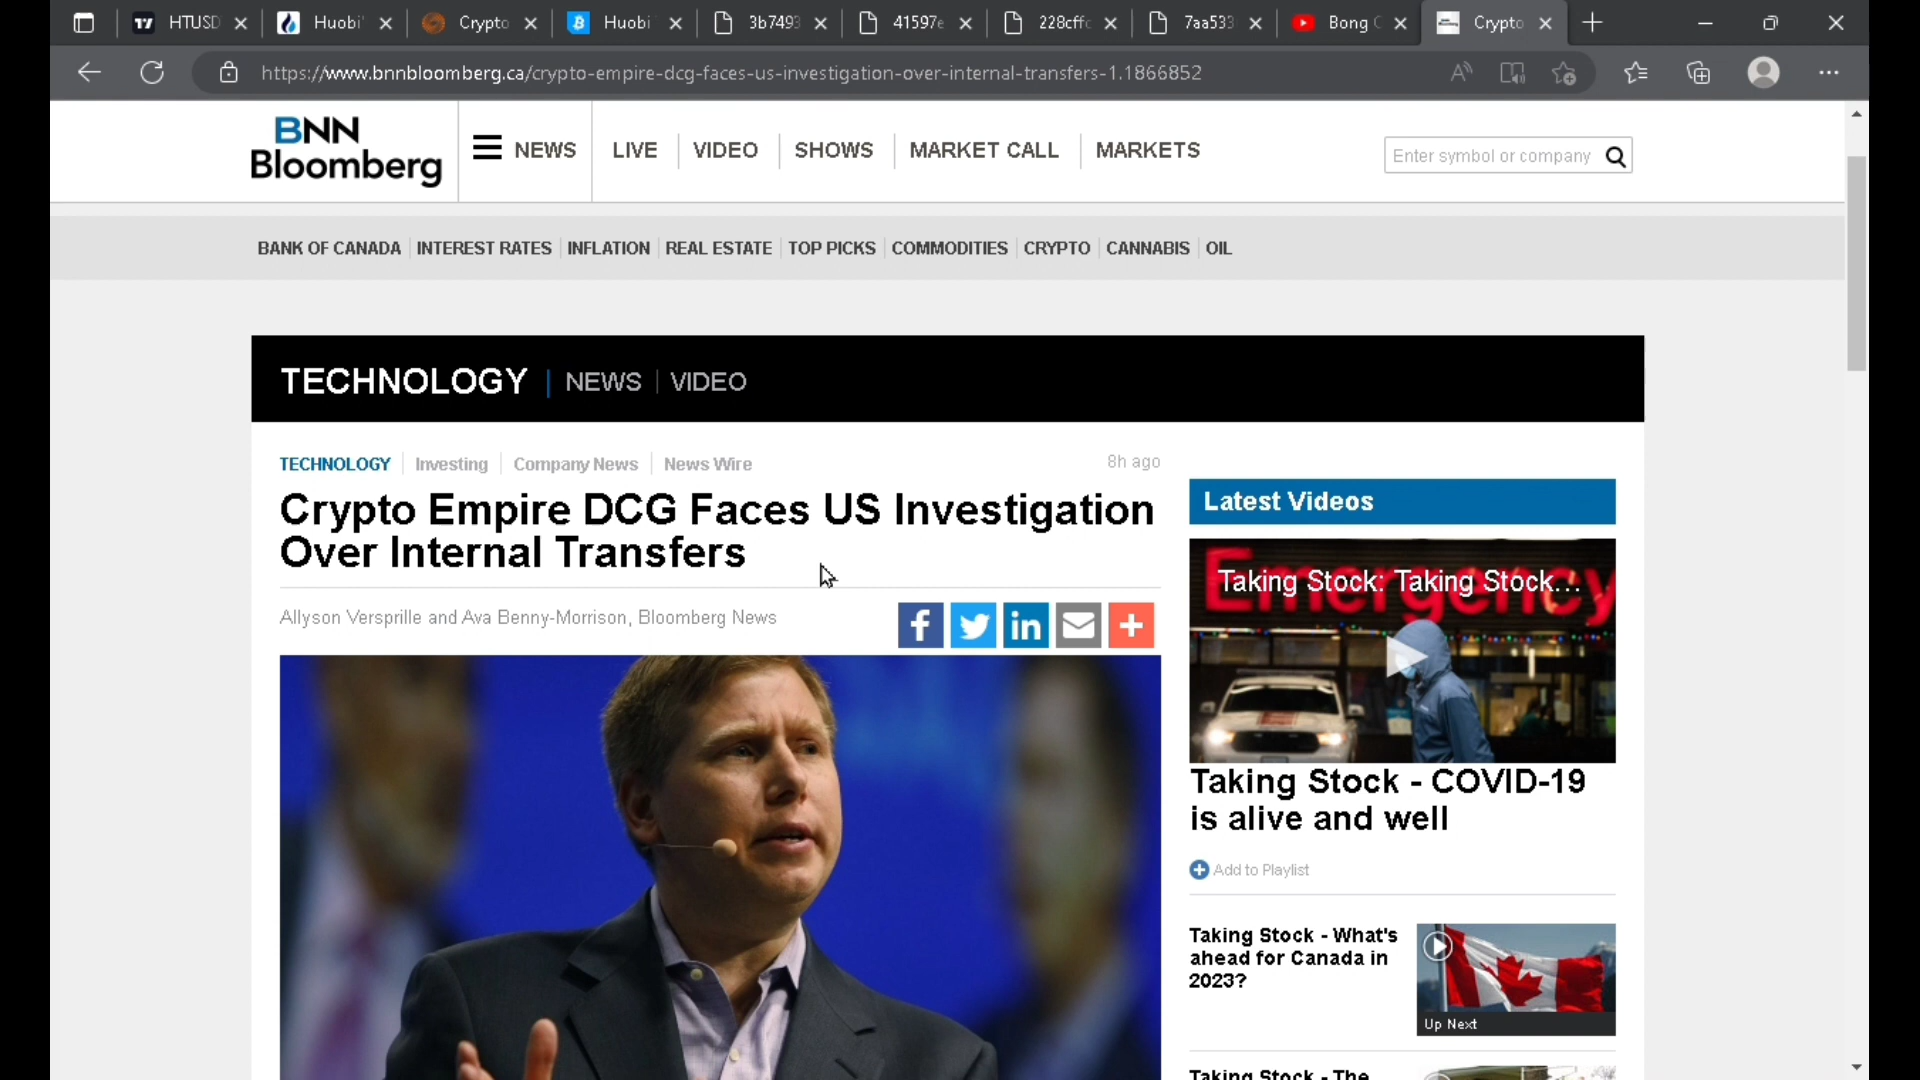 HTUSD
Huobi'
Crypto
Huobi
3b7493
41597e
228cffc
7aa533
Bong C
Crypto
https://www.bnnbloomberg.ca/crypto-empire-dcg-faces-us-investigation-over-internal-transfers-1.1866852
BNN
Bloomberg
NEWS
LIVE
VIDEO
SHOWS
MARKET CALL
MARKETS
Enter symbol or company
BANK OF CANADA
INTEREST RATES
INFLATION
REAL ESTATE
TOP PICKS
COMMODITIES
CRYPTO
CANNABIS
OIL
TECHNOLOGY
NEWS
VIDEO
TECHNOLOGY
Investing
Company News
News Wire
8h ago
Crypto Empire DCG Faces US Investigation
Over Internal Transfers
Allyson Versprille and Ava Benny-Morrison, Bloomberg News
Latest Videos
Emergency
Taking Stock: Taking Stock...
Taking Stock - COVID-19
is alive and well
Add to Playlist
Taking Stock - What's
ahead for Canada in
2023?
Up Next
Taking Stock - The